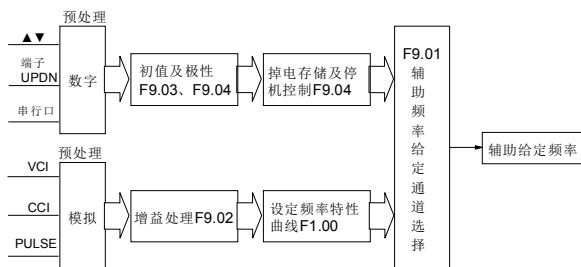 预处理
▲▼
端子
UPDN
串行口
数字
初值及极性
F9.03、F9.04
掉电存储及停
机控制F9.04
预处理
VCI
CCI
PULSE
模拟
增益处理F9.02
设定频率特性
曲线F1.00
F9.01
辅
助
频
率
给
定
通
道
选
择
辅助给定频率